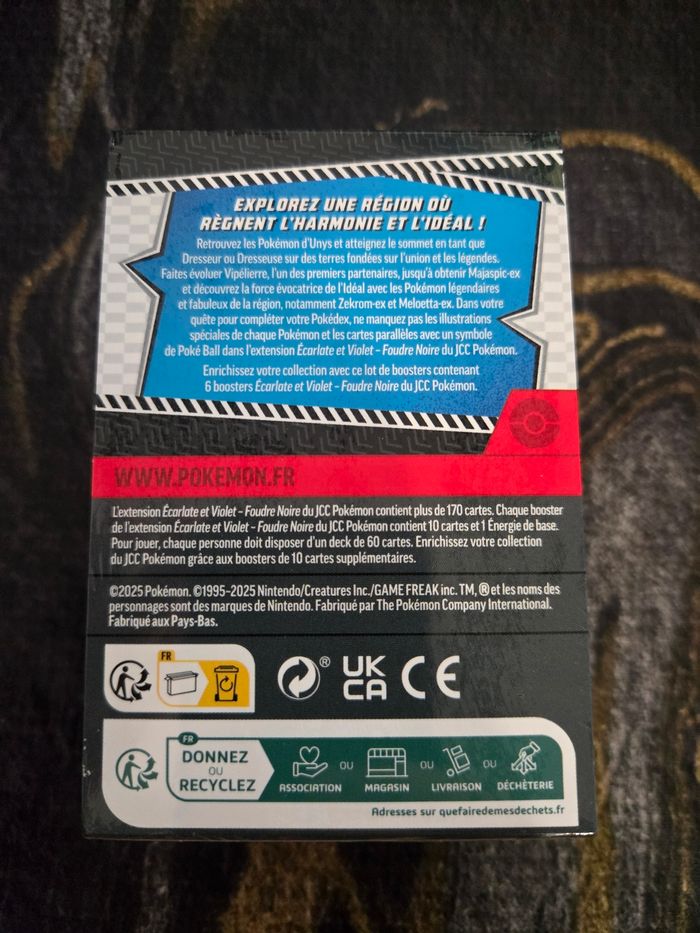 EXPLOREZ UNE RÉGION OÙ
RÈGNENT L'HARMONIE ET L'IDÉAL !
Retrouvez les Pokémon d'Unys et atteignez le sommet en tant que
Dresseur ou Dresseuse sur des terres fondées sur l'union et les légendes.
Faites évoluer Vipélierre, l'un des premiers partenaires, jusqu'à obtenir Majaspic-ex
et découvrez la force évocatrice de l'Idéal avec les Pokémon légendaires
et fabuleux de la région, notamment Zekrom-ex et Meloetta-ex. Dans votre
quête pour compléter votre Pokédex, ne manquez pas les illustrations
spéciales de chaque Pokémon et les cartes parallèles avec un symbole
de Poké Ball dans l'extension Écarlate et Violet – Foudre Noire du JCC Pokémon.
Enrichissez votre collection avec ce lot de boosters contenant
6 boosters Écarlate et Violet – Foudre Noire du JCC Pokémon.
WWW.POKEMON.FR
L'extension Écarlate et Violet – Foudre Noire du JCC Pokémon contient plus de 170 cartes. Chaque booster
de l'extension Écarlate et Violet – Foudre Noire du JCC Pokémon contient 10 cartes et 1 Énergie de base.
Pour jouer, chaque personne doit disposer d'un deck de 60 cartes. Enrichissez votre collection
du JCC Pokémon grâce aux boosters de 10 cartes supplémentaires.
©2025 Pokémon. ©1995–2025 Nintendo/Creatures Inc./GAME FREAK inc. TM, ® et les noms des
personnages sont des marques de Nintendo. Fabriqué par The Pokémon Company International.
Fabriqué aux Pays-Bas.
FR
®
UK
CA
CE
FR
DONNEZ
OU
RECYCLEZ
ASSOCIATION OU MAGASIN OU LIVRAISON OU DÉCHÈTERIE
Adresses sur quefairedemesdechets.fr